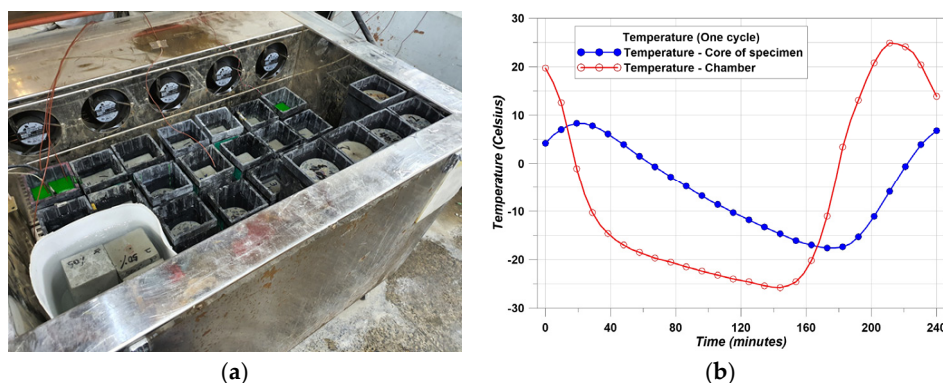 Temperature (One cycle)
Temperature - Core of specimen
Temperature - Chamber
30
20
10
0
-10
-20
-30
Temperature (Celsius)
0
40
80
120
160
200
240
Time (minutes)
50%
(a)
(b)